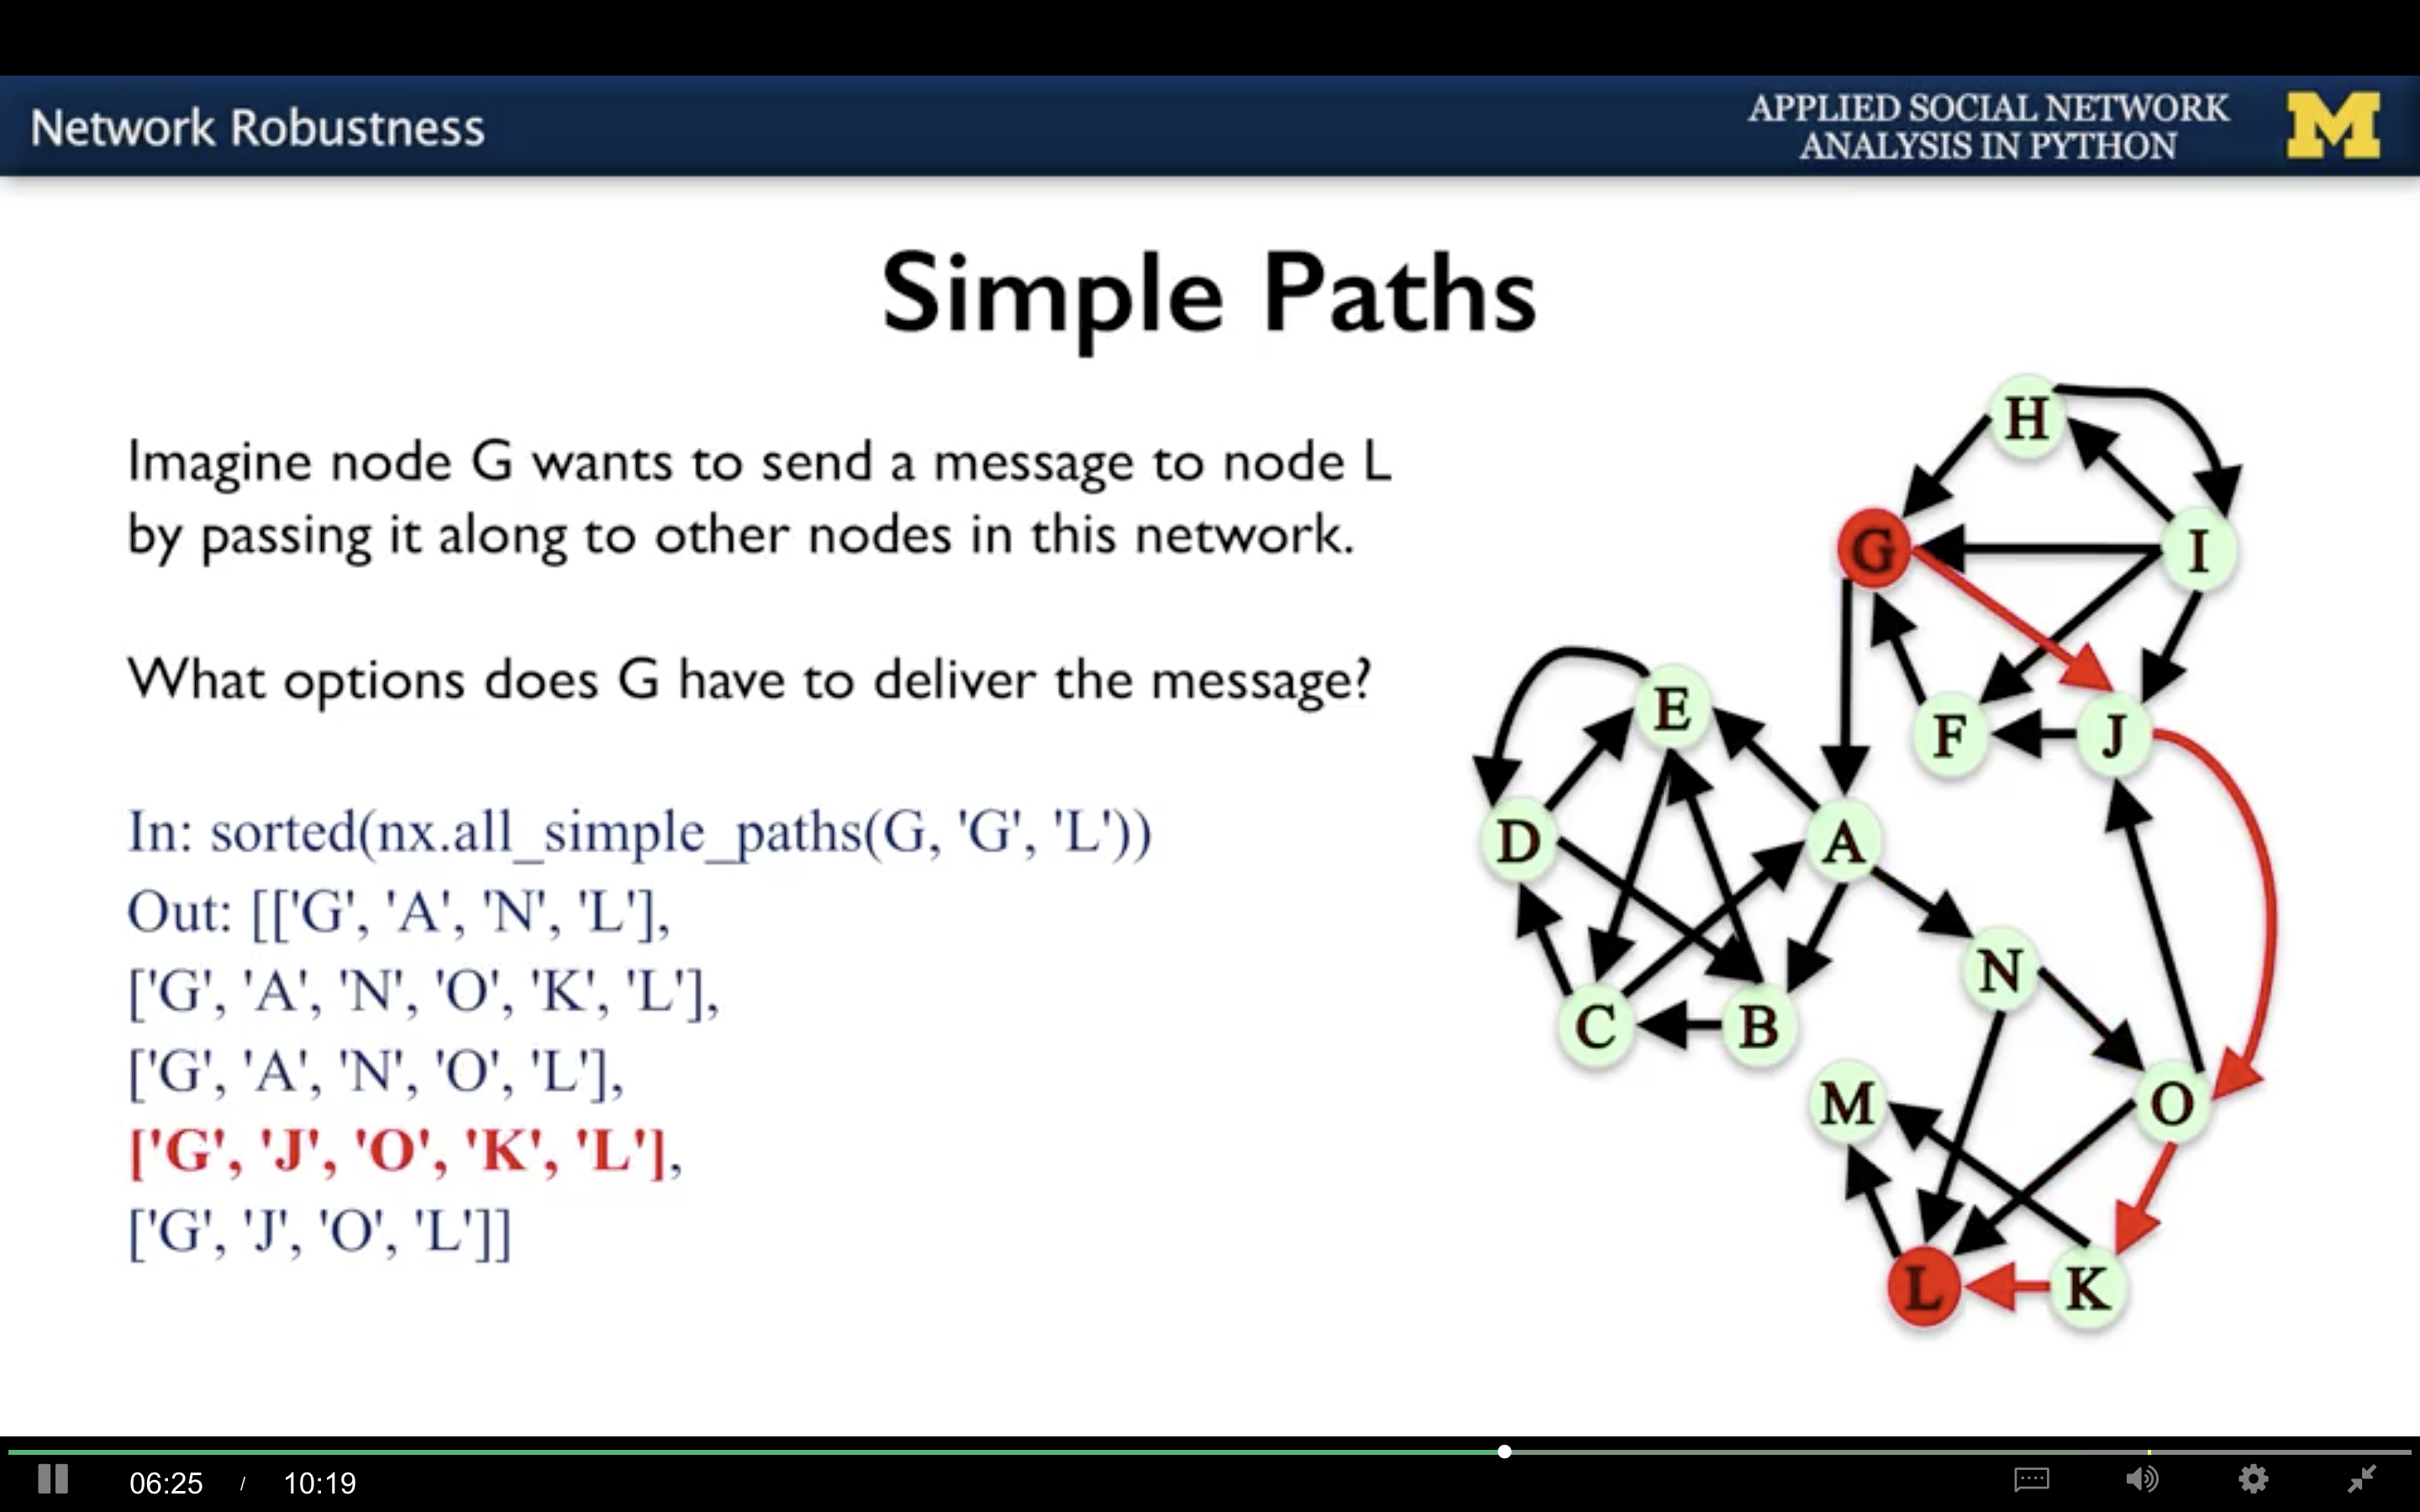 Network Robustness
APPLIED SOCIAL NETWORK
ANALYSIS IN PYTHON
M
Simple Paths
Imagine node G wants to send a message to node L
by passing it along to other nodes in this network.
What options does G have to deliver the message?
In: sorted(nx.all_simple_paths(G, 'G', 'L'))
Out: [['G', 'A', 'N', 'L'],
['G', 'A', 'N', 'O', 'K', 'L'],
['G', 'A', 'N', 'O', 'L'],
['G', 'J', 'O', 'K', 'L'],
['G', 'J', 'O', 'L']]
H
G
I
E
F
J
D
A
N
C
B
M
O
L
K
06:25 / 10:19